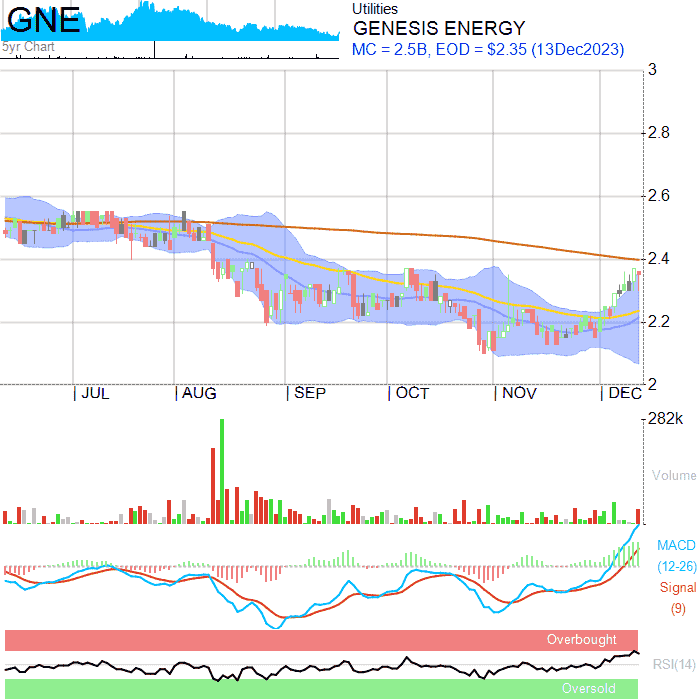 GNE
5yr Chart
Utilities
GENESIS ENERGY
MC = 2.5B, EOD = $2.35 (13Dec2023)
3
2.8
2.6
2.4
2.2
2
JUL AUG SEP OCT NOV DEC
282k
Volume
MACD
(12-26)
Signal
(9)
Overbought
RSI(14)
Oversold